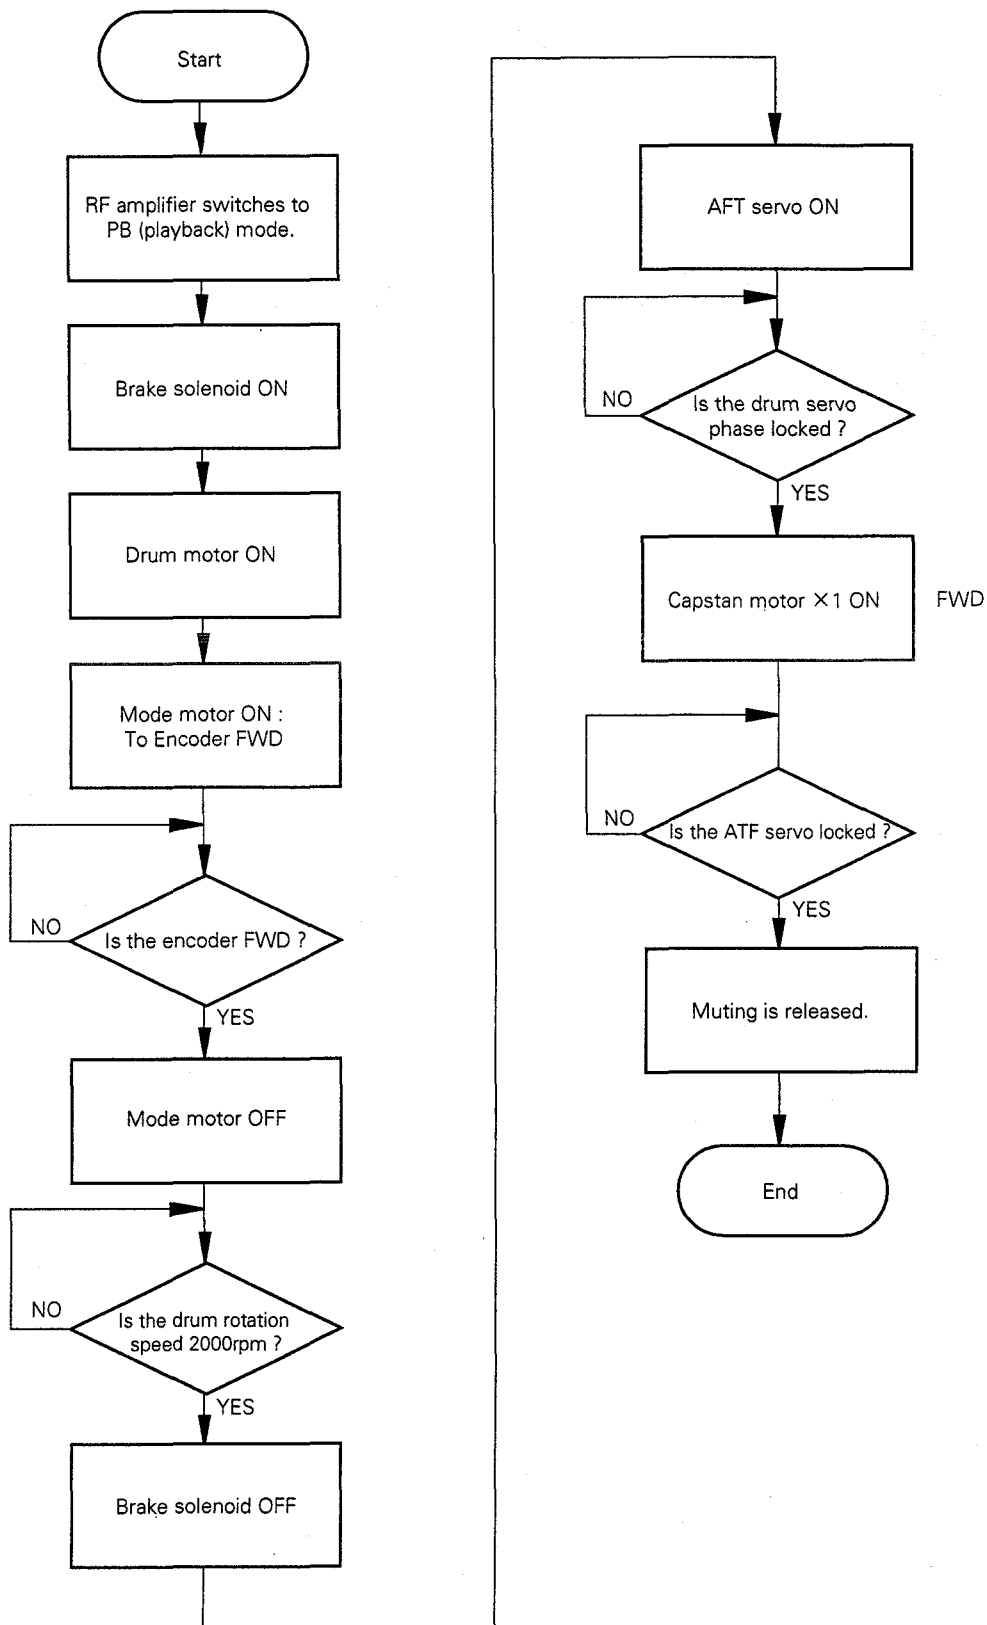 Start
RF amplifier switches to
PB (playback) mode.
Brake solenoid ON
Drum motor ON
Mode motor ON :
To Encoder FWD
NO
Is the encoder FWD ?
YES
Mode motor OFF
NO
Is the drum rotation
speed 2000rpm ?
YES
Brake solenoid OFF
AFT servo ON
NO
Is the drum servo
phase locked ?
YES
Capstan motor ×1 ON
FWD
NO
Is the ATF servo locked ?
YES
Muting is released.
End